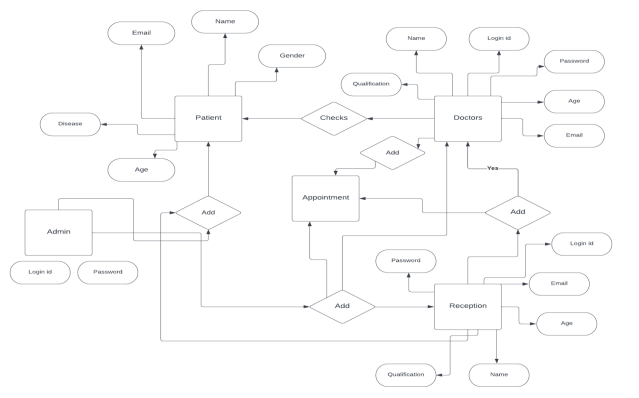 Name
Email
Gender
Name
Login id
Password
Qualification
Patient
Checks
Doctors
Age
Disease
Email
Age
Add
Yes
Appointment
Add
Add
Admin
Login id
Password
Password
Login id
Email
Add
Reception
Age
Qualification
Name